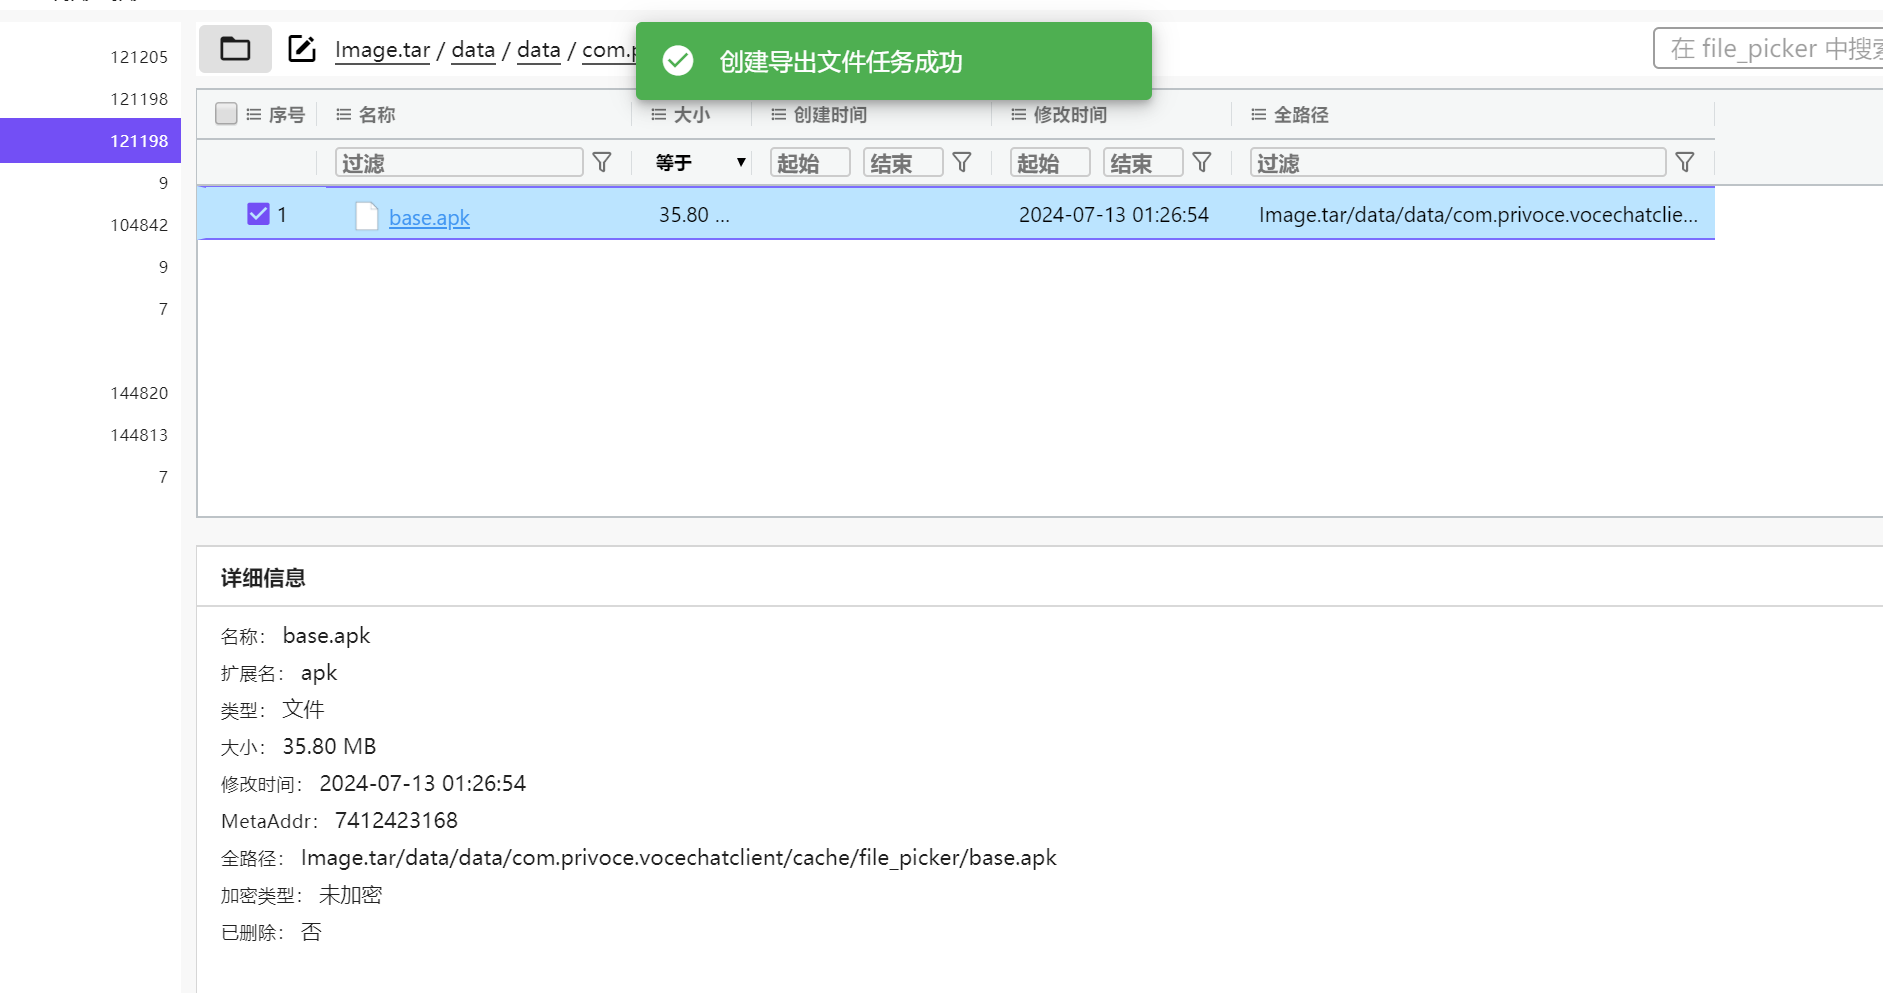 121205
121198
121198
9
104842
9
7
144820
144813
7
Image.tar / data / data / com.p
创建导出文件任务成功
在 file_picker 中搜索
序号 名称 大小 创建时间 修改时间 全路径
过滤 等于 起始 结束 起始 结束 过滤
1 base.apk 35.80 ... 2024-07-13 01:26:54 Image.tar/data/data/com.privoce.vocechatclie...
详细信息
名称： base.apk
扩展名： apk
类型： 文件
大小： 35.80 MB
修改时间： 2024-07-13 01:26:54
MetaAddr： 7412423168
全路径： Image.tar/data/data/com.privoce.vocechatclient/cache/file_picker/base.apk
加密类型： 未加密
已删除： 否